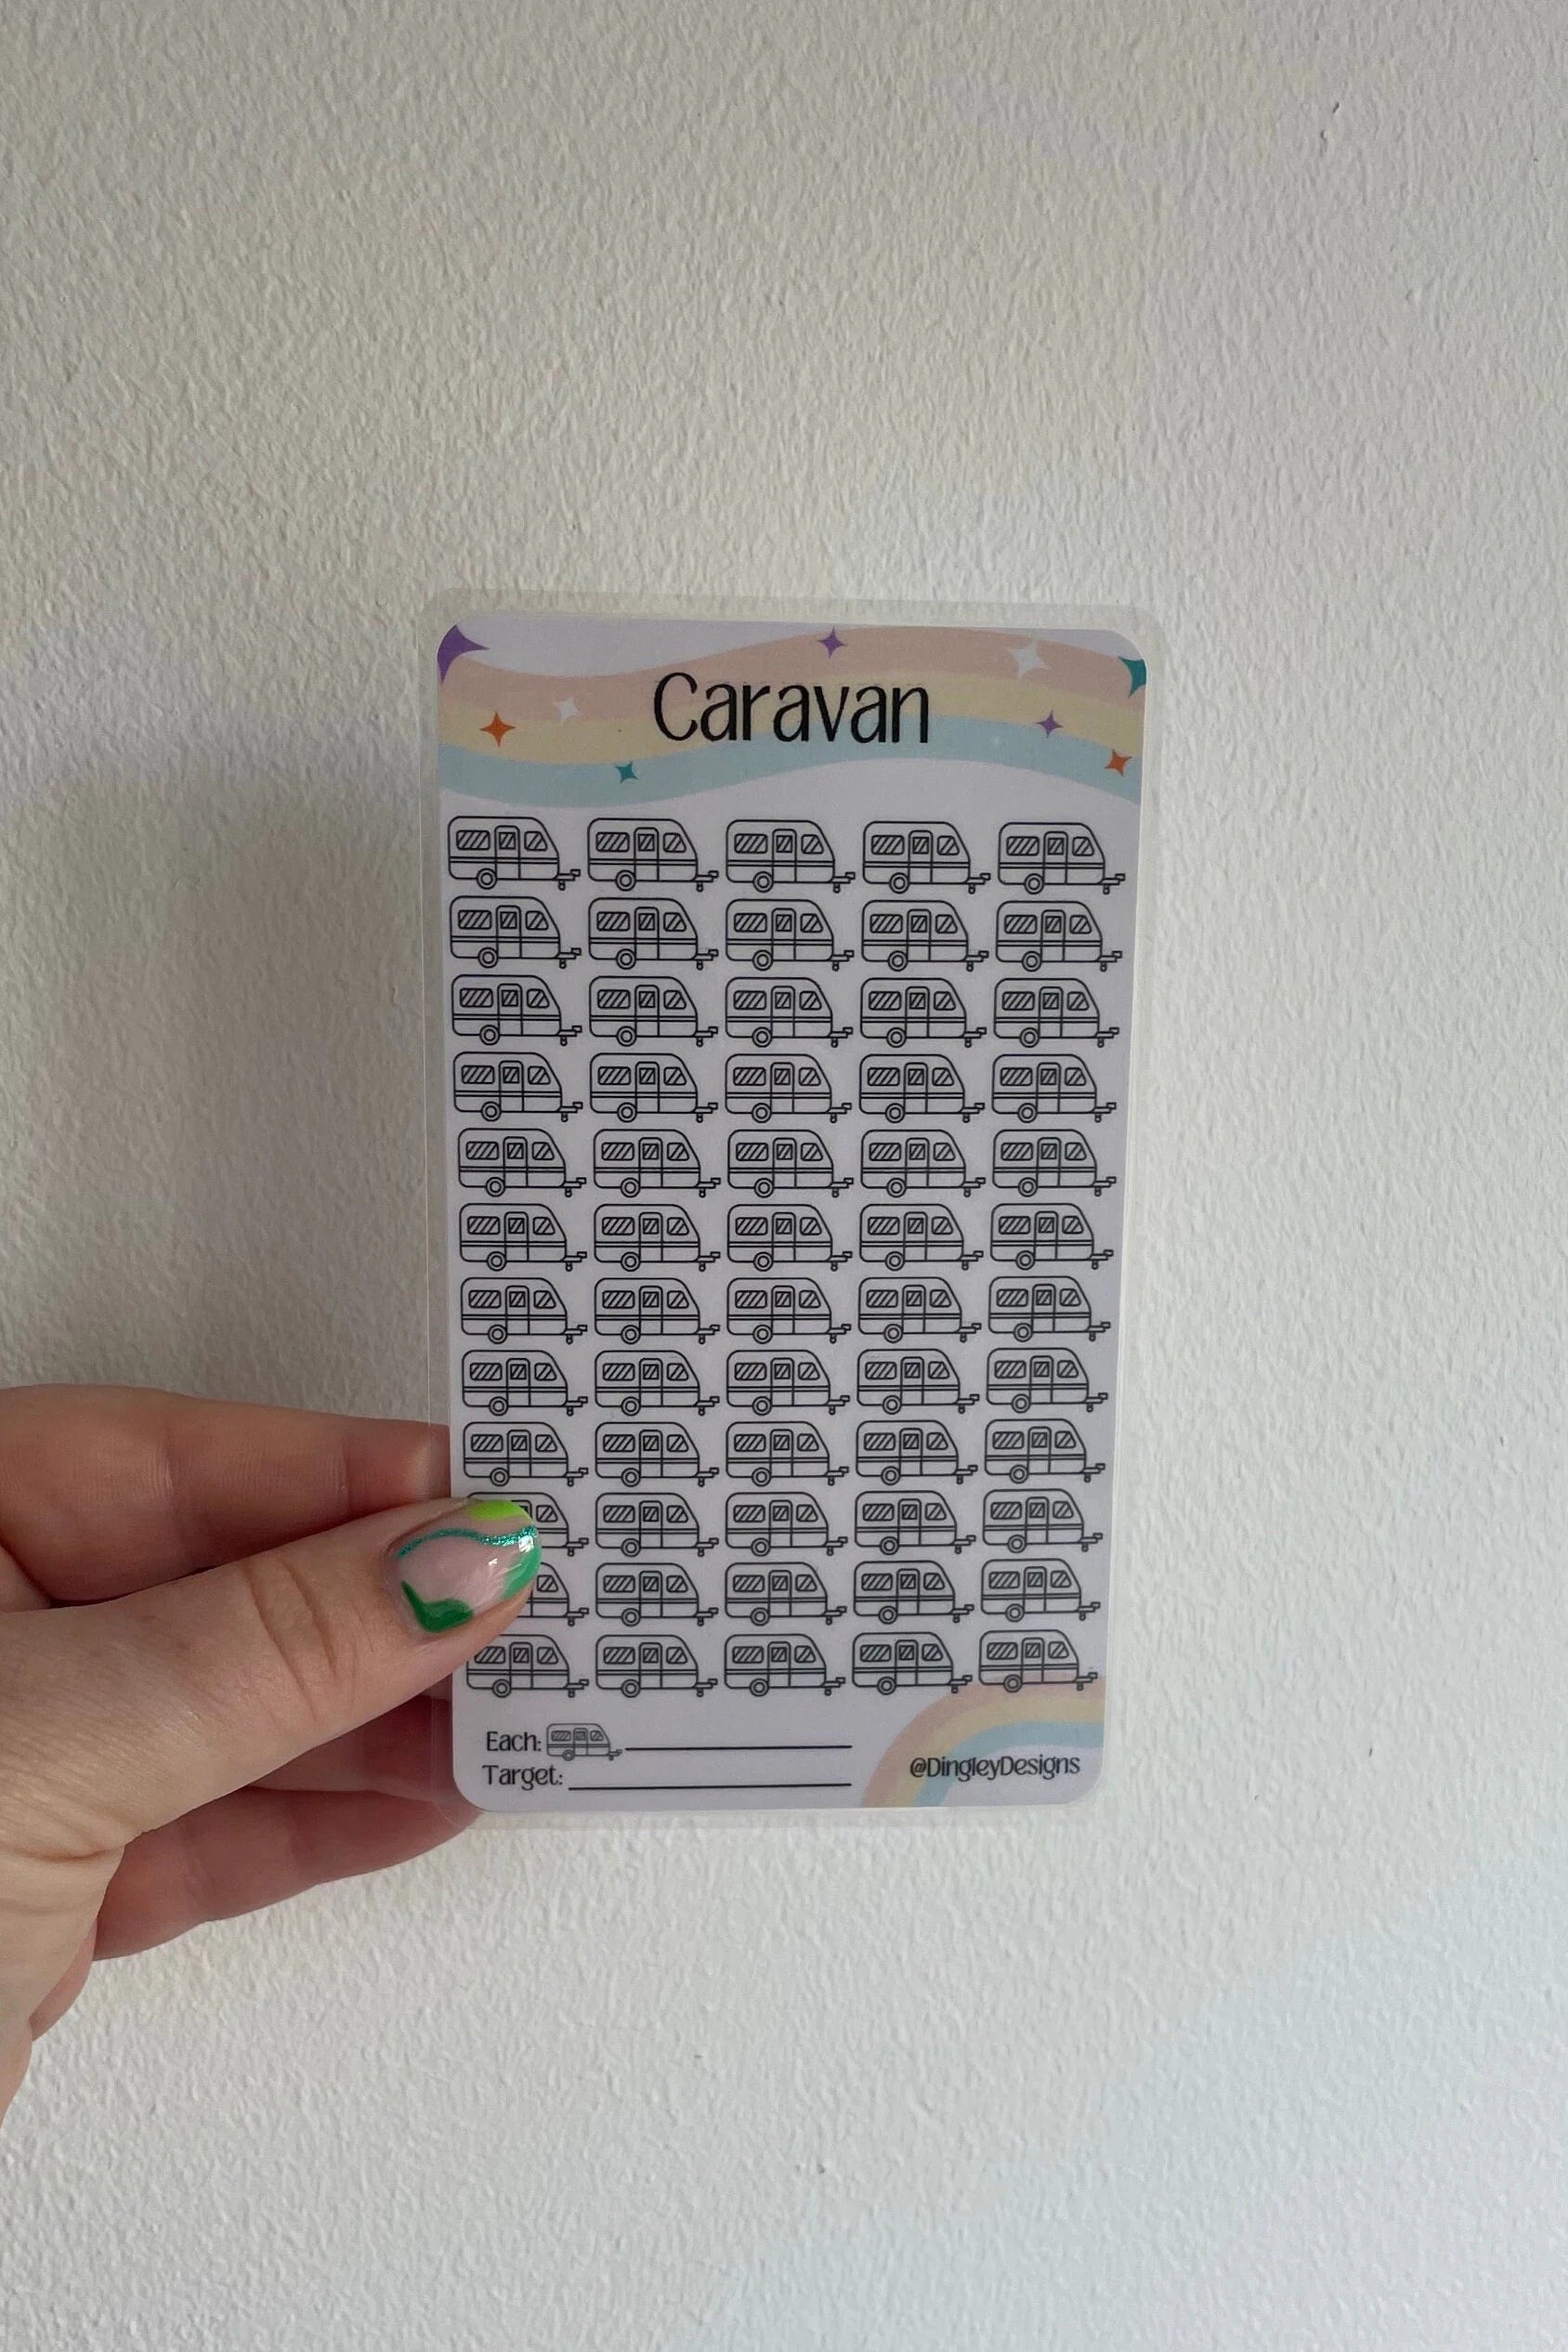 Caravan
Each:
Target:
@DingleyDesigns